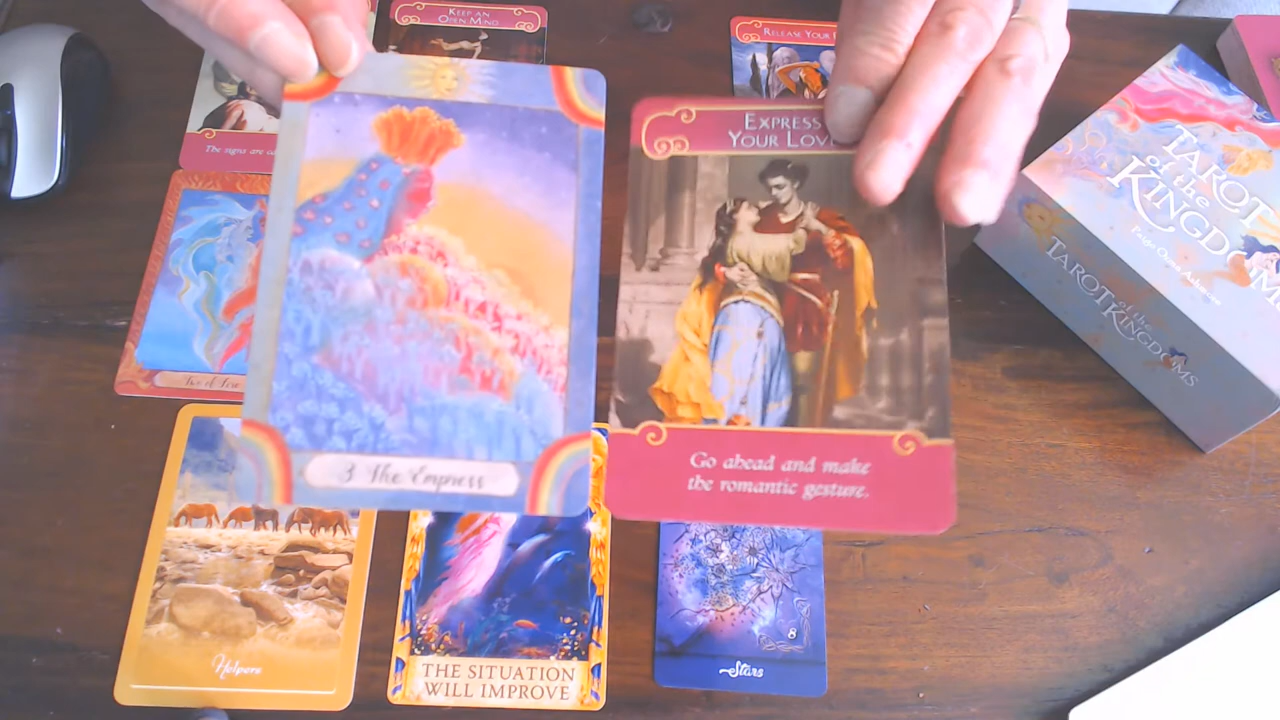 KEEP AN
OPEN MIND
RELEASE YOUR
The signs are
EXPRESS
YOUR LOVE
TAROT
of the
KINGDOMS
TAROT
of the
KINGDOMS
Two of
3 The Empress
Go ahead and make
the romantic gesture.
Helpers
THE SITUATION
WILL IMPROVE
8
Stars